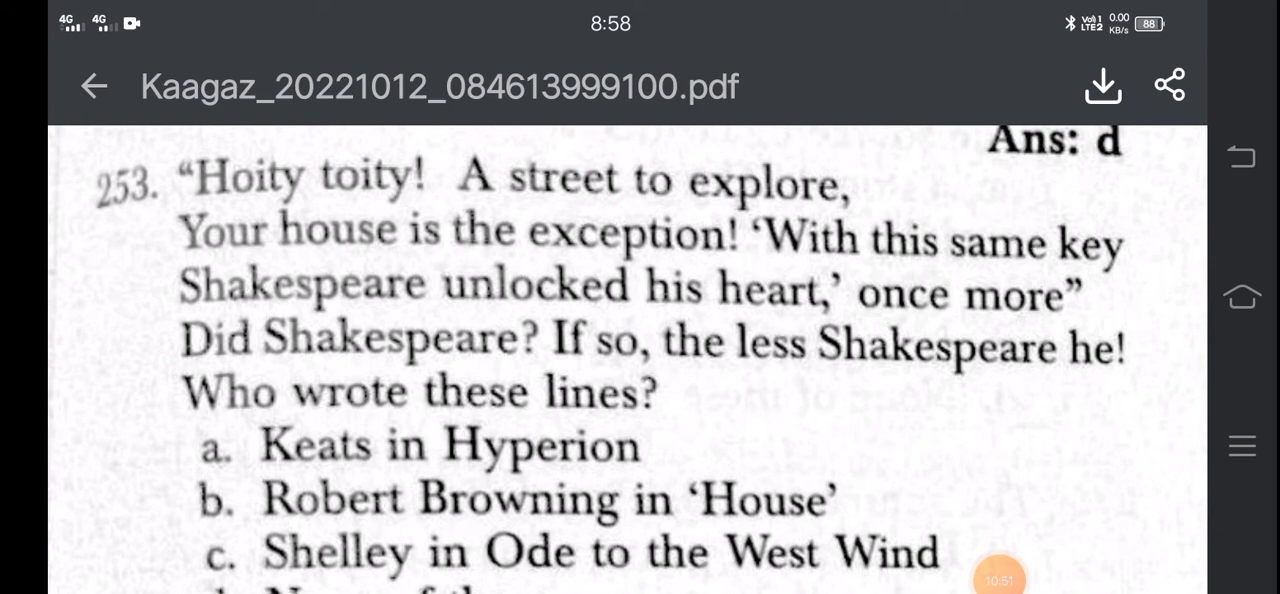 4G 4G 8:58 Vo) 1 LTE2 0.00 KB/s 88
Kaagaz_20221012_084613999100.pdf
Ans: d
253. “Hoity toity! A street to explore,
Your house is the exception! ‘With this same key
Shakespeare unlocked his heart,’ once more”
Did Shakespeare? If so, the less Shakespeare he!
Who wrote these lines?
a. Keats in Hyperion
b. Robert Browning in ‘House’
c. Shelley in Ode to the West Wind
10:51